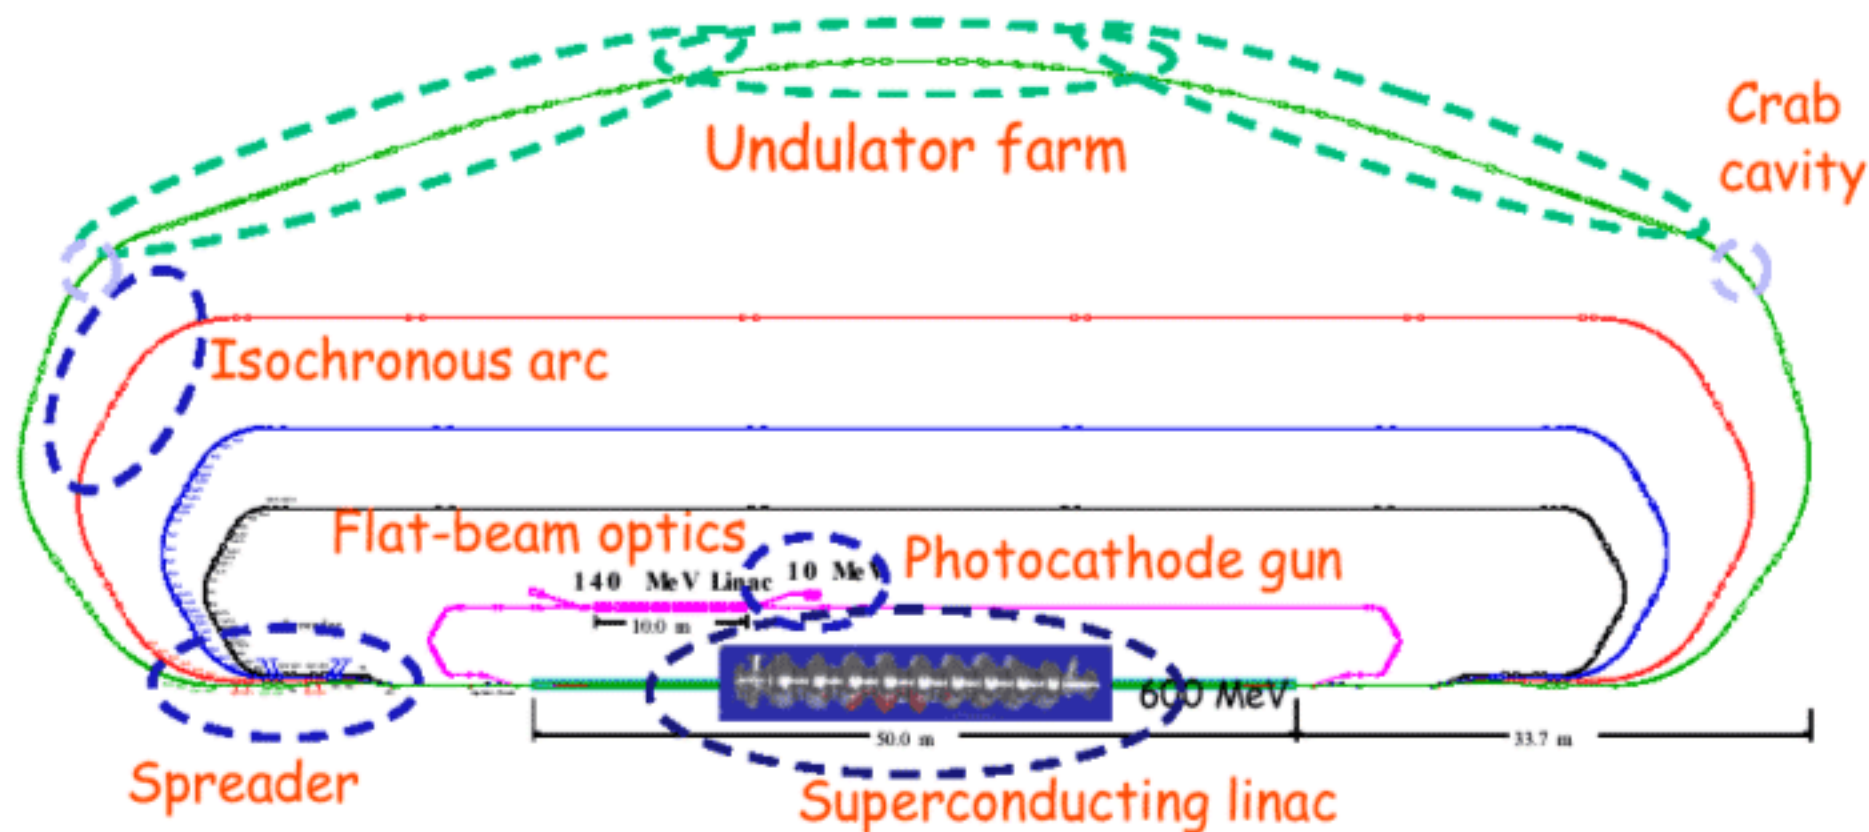 Undulator farm
Crab
cavity
Isochronous arc
Flat-beam optics
Photocathode gun
140 MeV Linac
10 MeV
10.0 m
600 MeV
50.0 m
33.7 m
Spreader
Superconducting linac